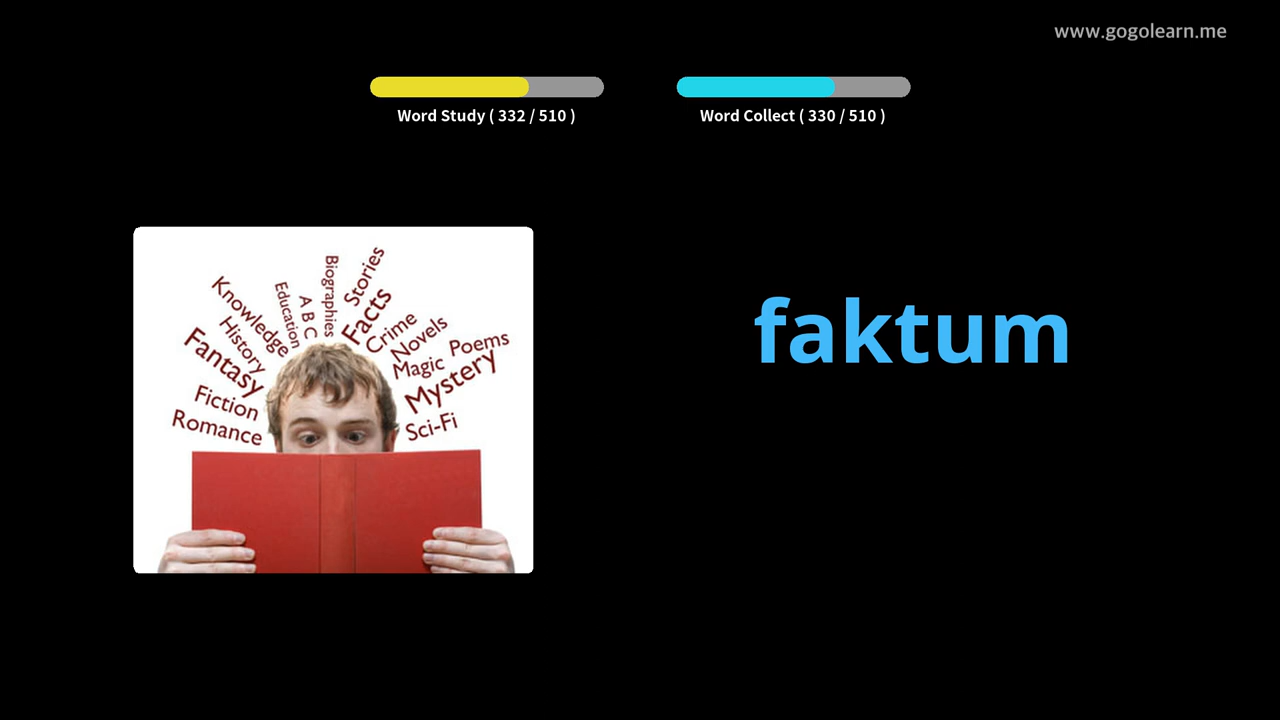 www.gogolearn.me
Word Study ( 332 / 510 )
Word Collect ( 330 / 510 )
faktum
Romance
Fiction
Fantasy
History
Knowledge
Education
A B C
Biographies
Stories
Facts
Crime
Novels
Magic
Poems
Mystery
Sci-Fi